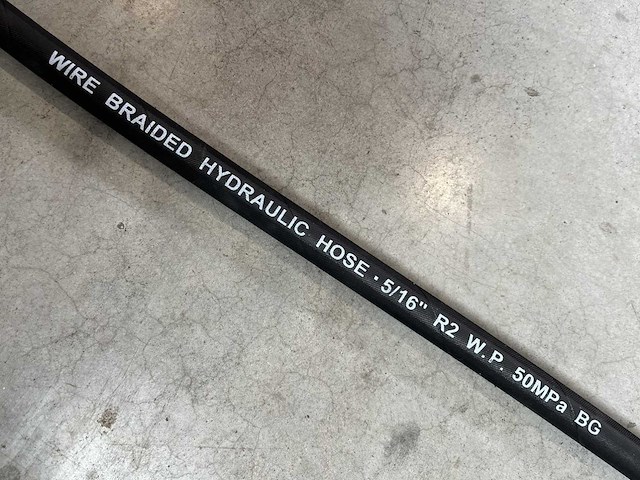 WIRE BRAIDED HYDRAULIC HOSE · 5/16" R2 W.P. 50MPa BG